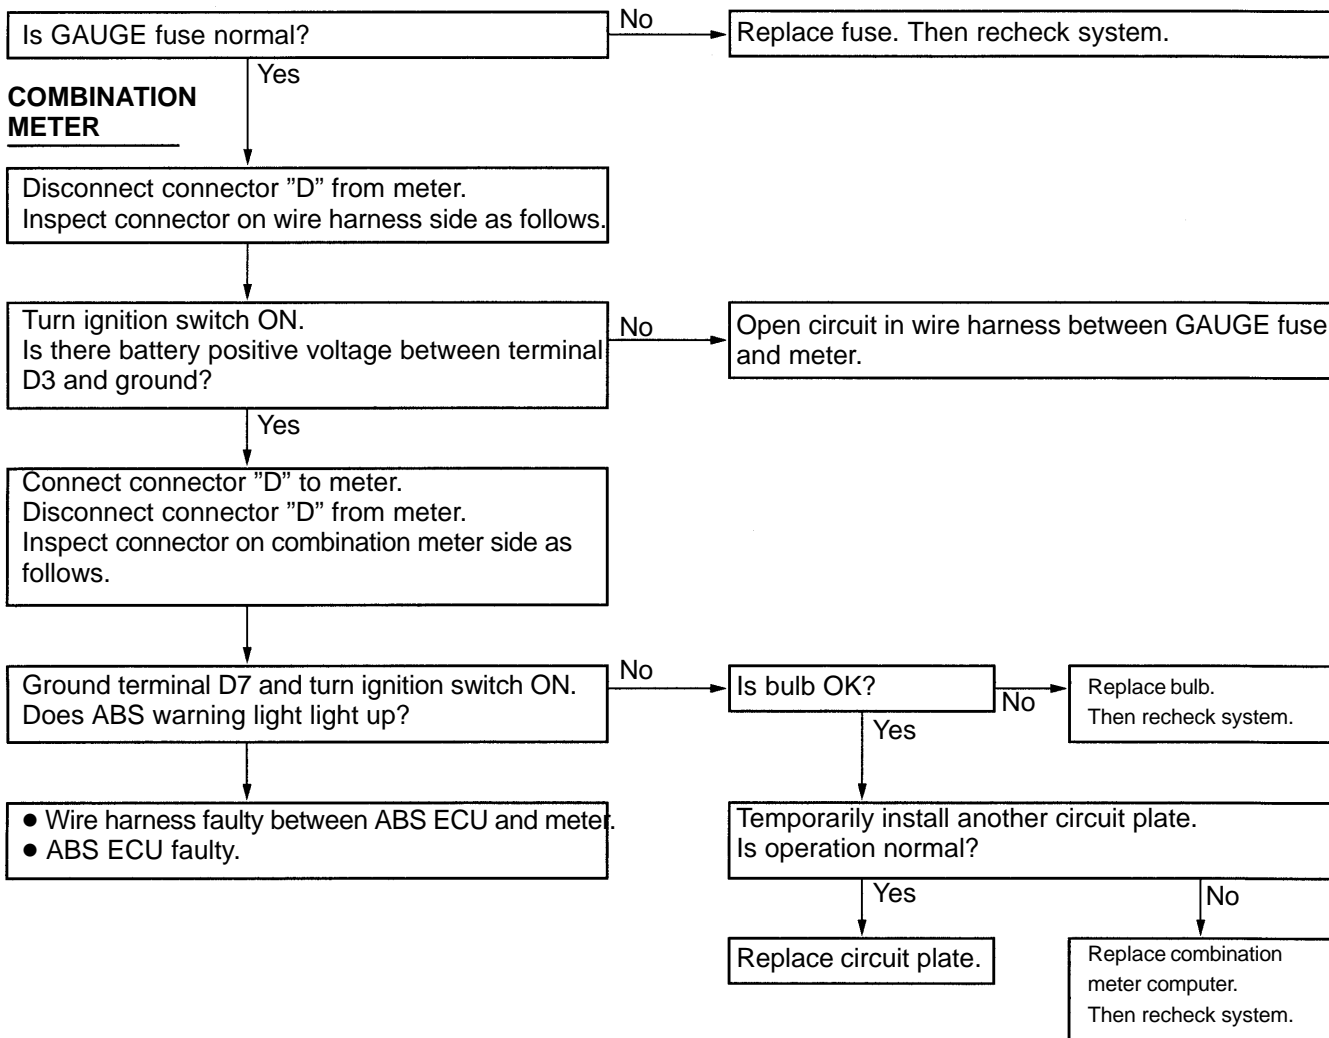 Is GAUGE fuse normal?
No
Replace fuse. Then recheck system.
Yes
COMBINATION
METER
Disconnect connector ”D” from meter.
Inspect connector on wire harness side as follows.
Turn ignition switch ON.
Is there battery positive voltage between terminal
D3 and ground?
No
Open circuit in wire harness between GAUGE fuse
and meter.
Yes
Connect connector ”D” to meter.
Disconnect connector ”D” from meter.
Inspect connector on combination meter side as
follows.
Ground terminal D7 and turn ignition switch ON.
Does ABS warning light light up?
No
Is bulb OK?
No
Replace bulb.
Then recheck system.
Yes
● Wire harness faulty between ABS ECU and meter.
● ABS ECU faulty.
Temporarily install another circuit plate.
Is operation normal?
Yes
No
Replace circuit plate.
Replace combination
meter computer.
Then recheck system.